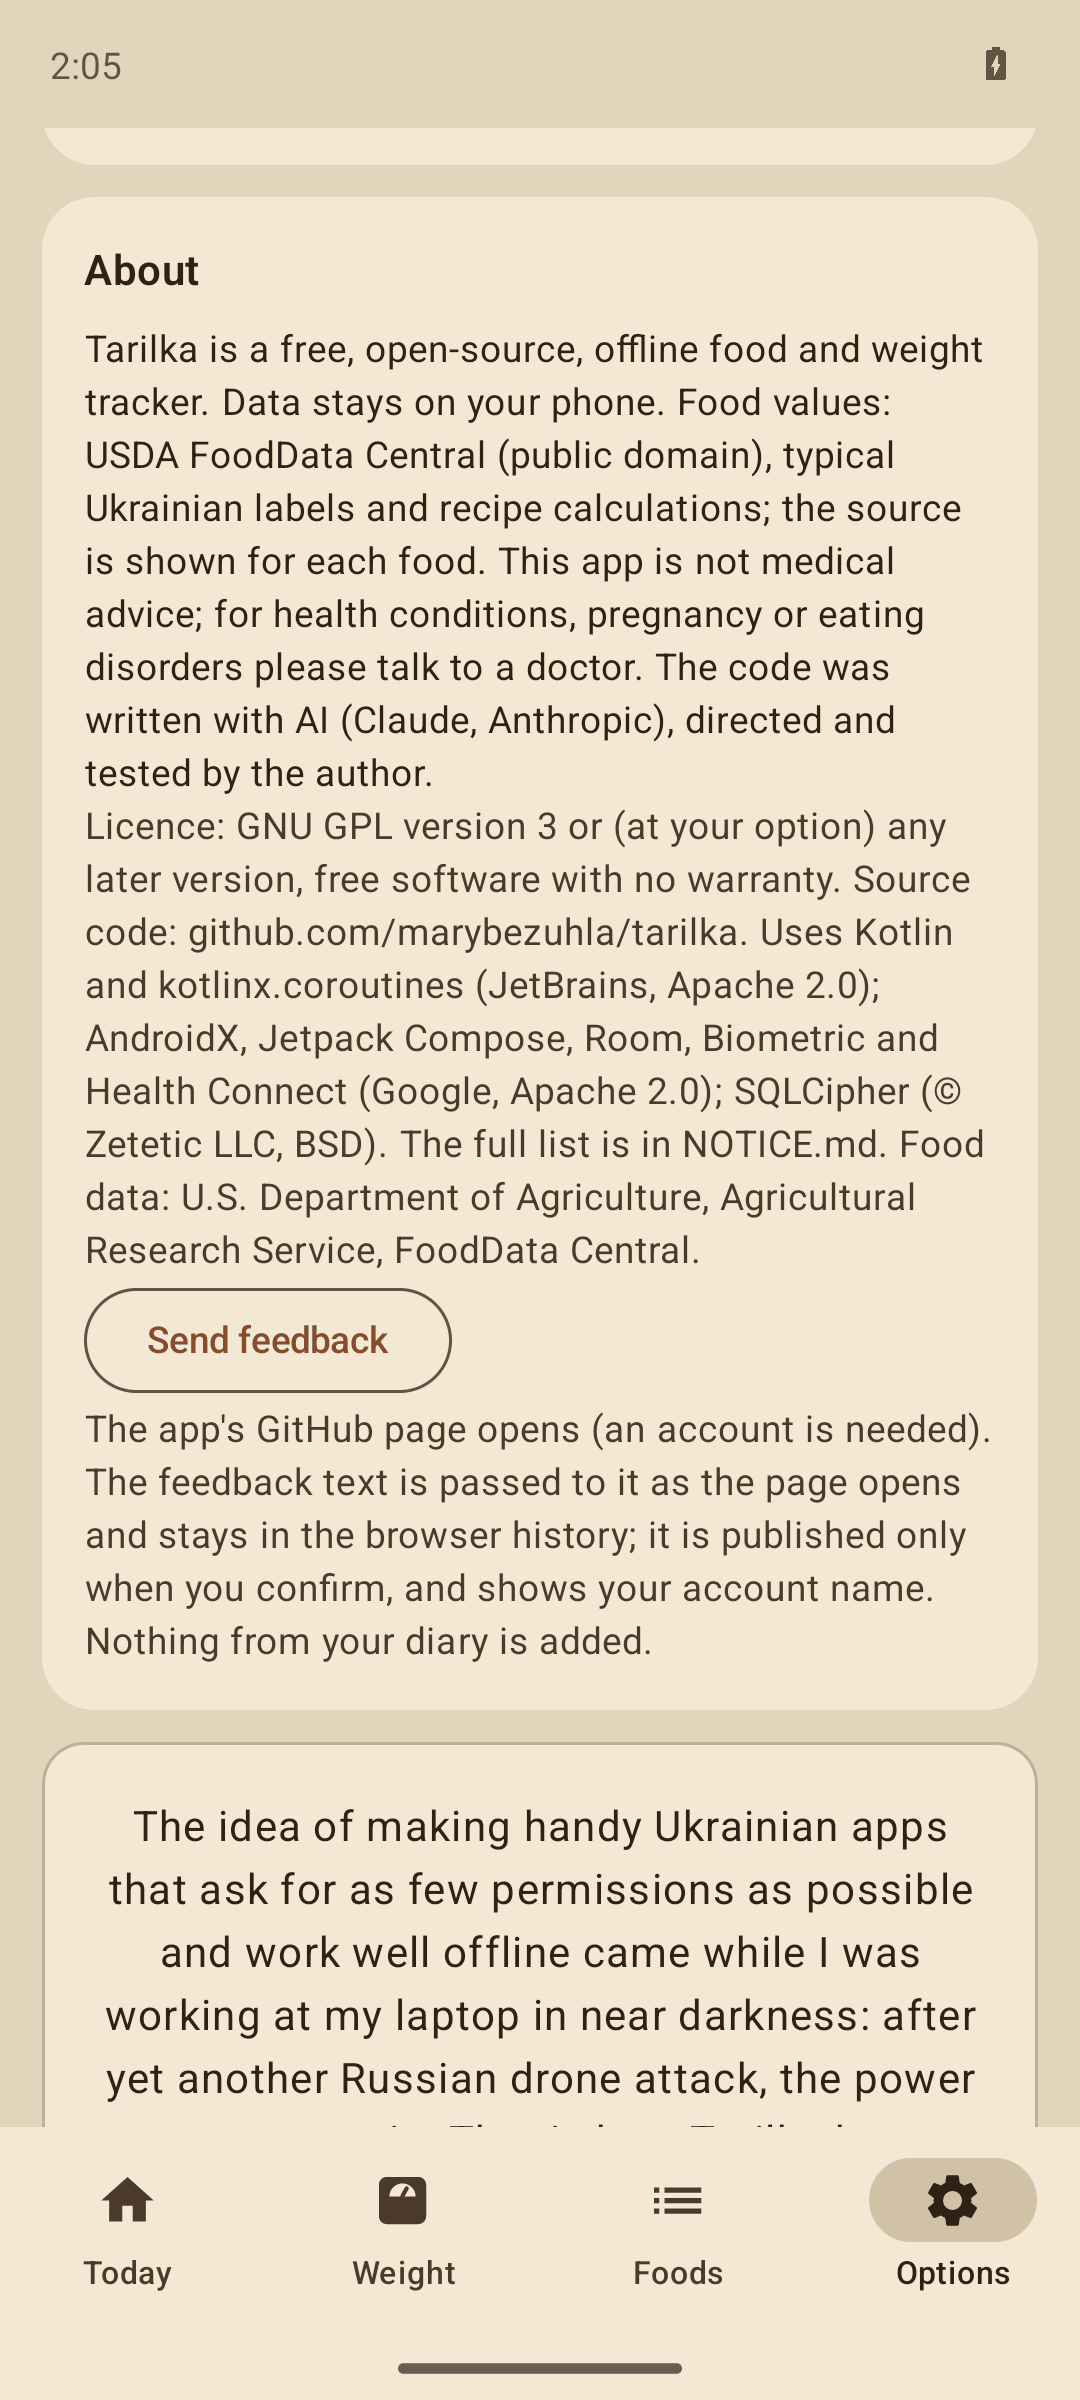 2:05
About
Tarilka is a free, open-source, offline food and weight
tracker. Data stays on your phone. Food values:
USDA FoodData Central (public domain), typical
Ukrainian labels and recipe calculations; the source
is shown for each food. This app is not medical
advice; for health conditions, pregnancy or eating
disorders please talk to a doctor. The code was
written with AI (Claude, Anthropic), directed and
tested by the author.
Licence: GNU GPL version 3 or (at your option) any
later version, free software with no warranty. Source
code: github.com/marybezuhla/tarilka. Uses Kotlin
and kotlinx.coroutines (JetBrains, Apache 2.0);
AndroidX, Jetpack Compose, Room, Biometric and
Health Connect (Google, Apache 2.0); SQLCipher (©
Zetetic LLC, BSD). The full list is in NOTICE.md. Food
data: U.S. Department of Agriculture, Agricultural
Research Service, FoodData Central.
Send feedback
The app's GitHub page opens (an account is needed).
The feedback text is passed to it as the page opens
and stays in the browser history; it is published only
when you confirm, and shows your account name.
Nothing from your diary is added.
The idea of making handy Ukrainian apps
that ask for as few permissions as possible
and work well offline came while I was
working at my laptop in near darkness: after
yet another Russian drone attack, the power
Today
Weight
Foods
Options